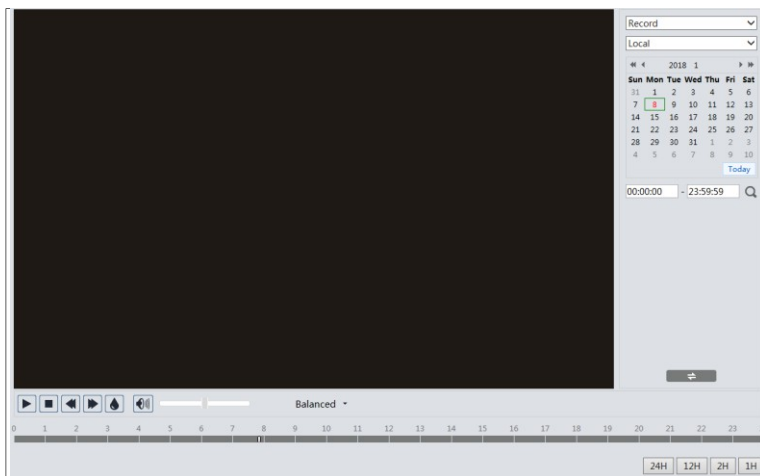 Record
Local
2018 1
Sun Mon Tue Wed Thu Fri Sat
31 1 2 3 4 5 6
7 8 9 10 11 12 13
14 15 16 17 18 19 20
21 22 23 24 25 26 27
28 29 30 31 1 2 3
4 5 6 7 8 9 10
Today
00:00:00 - 23:59:59
Balanced
0 1 2 3 4 5 6 7 8 9 10 11 12 13 14 15 16 17 18 19 20 21 22 23
24H 12H 2H 1H